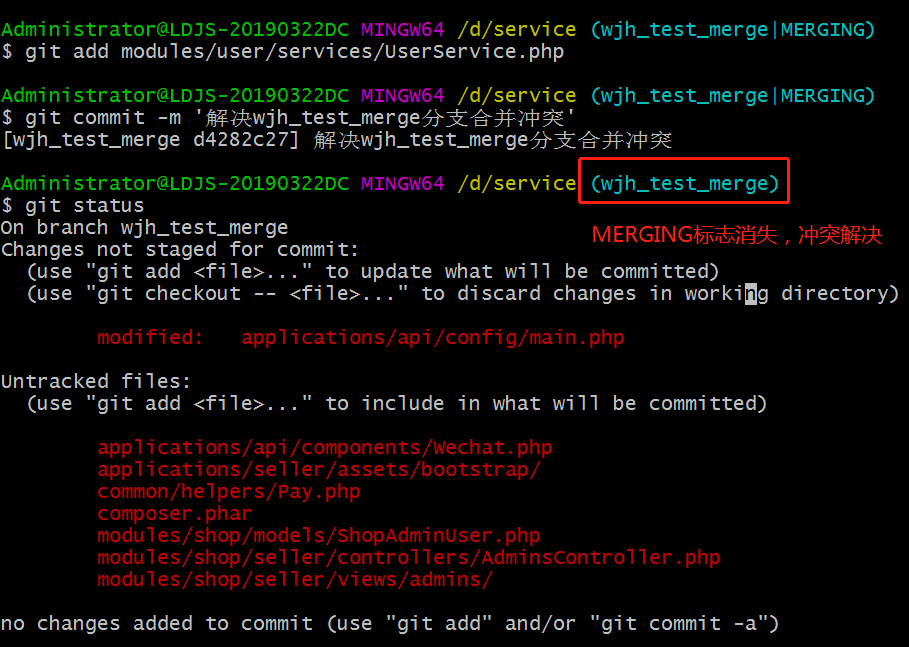 Administrator@LDJS-20190322DC MINGW64 /d/service (wjh_test_merge|MERGING)
$ git add modules/user/services/UserService.php
Administrator@LDJS-20190322DC MINGW64 /d/service (wjh_test_merge|MERGING)
$ git commit -m '解决wjh_test_merge分支合并冲突'
[wjh_test_merge d4282c27] 解决wjh_test_merge分支合并冲突
Administrator@LDJS-20190322DC MINGW64 /d/service (wjh_test_merge)
$ git status
On branch wjh_test_merge
MERGING标志消失，冲突解决
Changes not staged for commit:
  (use "git add <file>..." to update what will be committed)
  (use "git checkout -- <file>..." to discard changes in working directory)
        modified:   applications/api/config/main.php
Untracked files:
  (use "git add <file>..." to include in what will be committed)
        applications/api/components/Wechat.php
        applications/seller/assets/bootstrap/
        common/helpers/Pay.php
        composer.phar
        modules/shop/models/ShopAdminUser.php
        modules/shop/seller/controllers/AdminsController.php
        modules/shop/seller/views/admins/
no changes added to commit (use "git add" and/or "git commit -a")